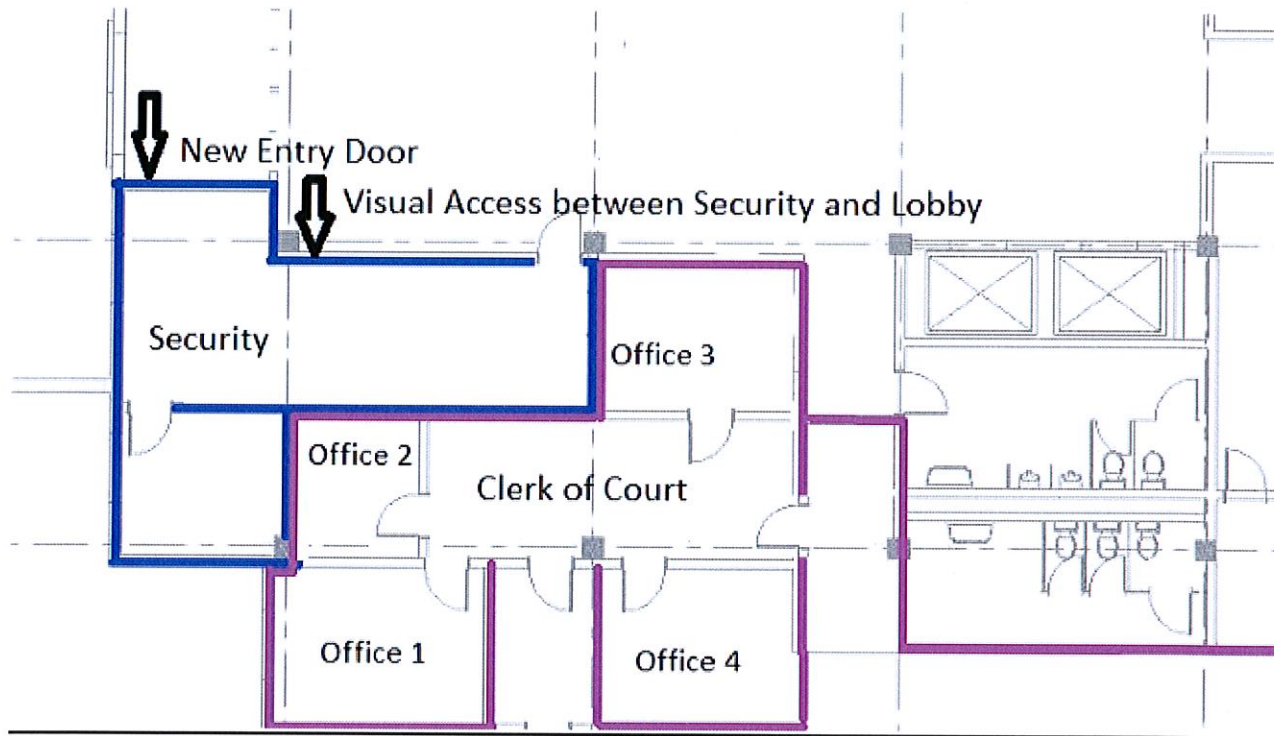 New Entry Door
Visual Access between Security and Lobby
Security
Office 3
Office 2
Clerk of Court
Office 1
Office 4